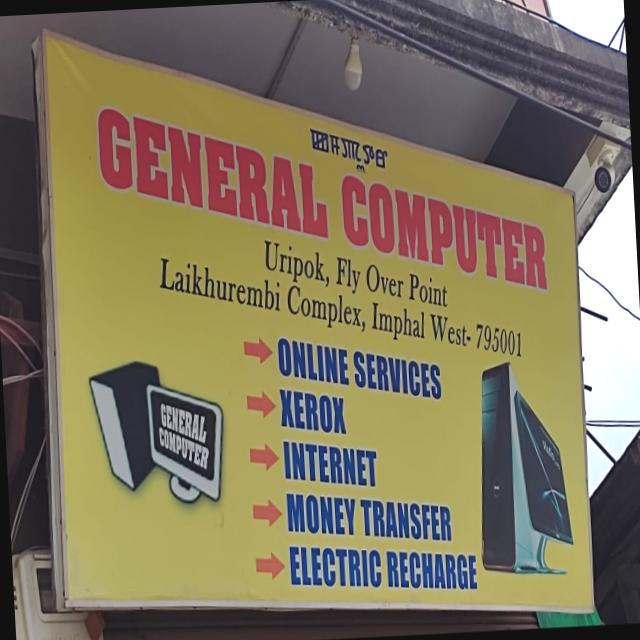 GENERAL COMPUTER
Uripok, Fly Over Point
Laikhurembi Complex, Imphal West- 795001
ONLINE SERVICES
XEROX
INTERNET
MONEY TRANSFER
ELECTRIC RECHARGE
GENERAL
COMPUTER